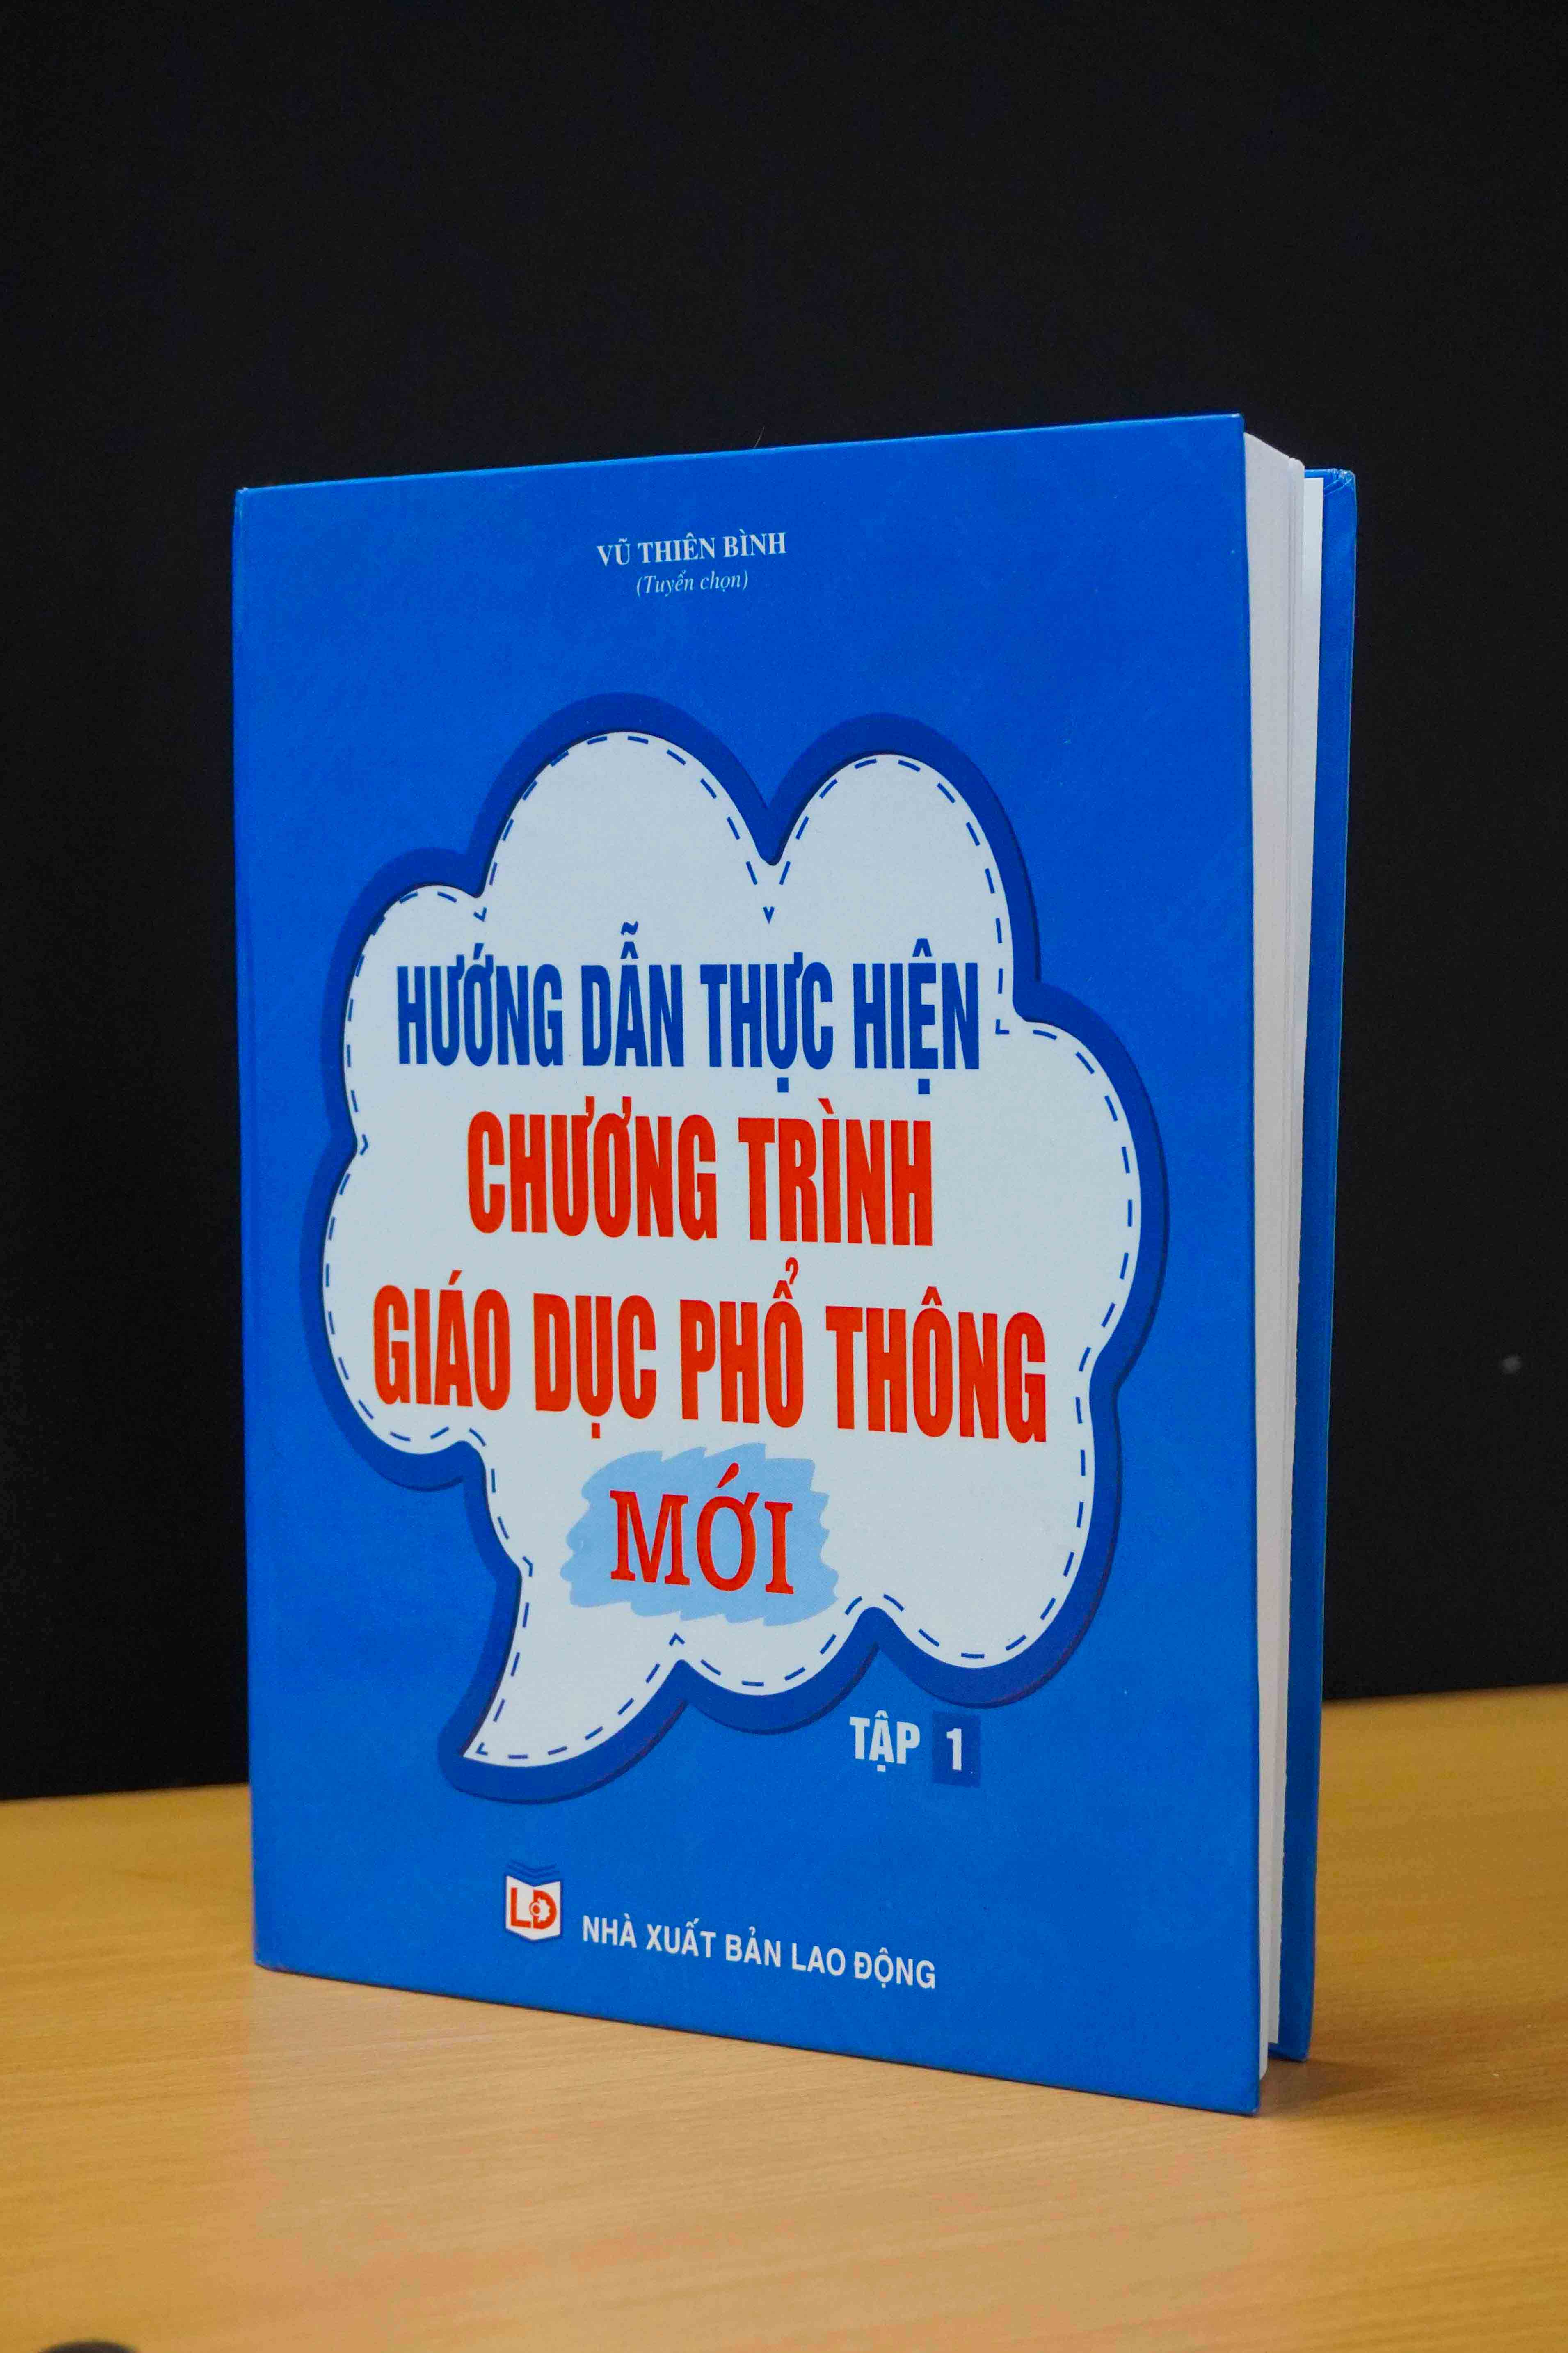 VŨ THIÊN BÌNH
(Tuyển chọn)
HƯỚNG DẪN THỰC HIỆN
CHƯƠNG TRÌNH
GIÁO DỤC PHỔ THÔNG
MỚI
TẬP 1
LĐ
NHÀ XUẤT BẢN LAO ĐỘNG